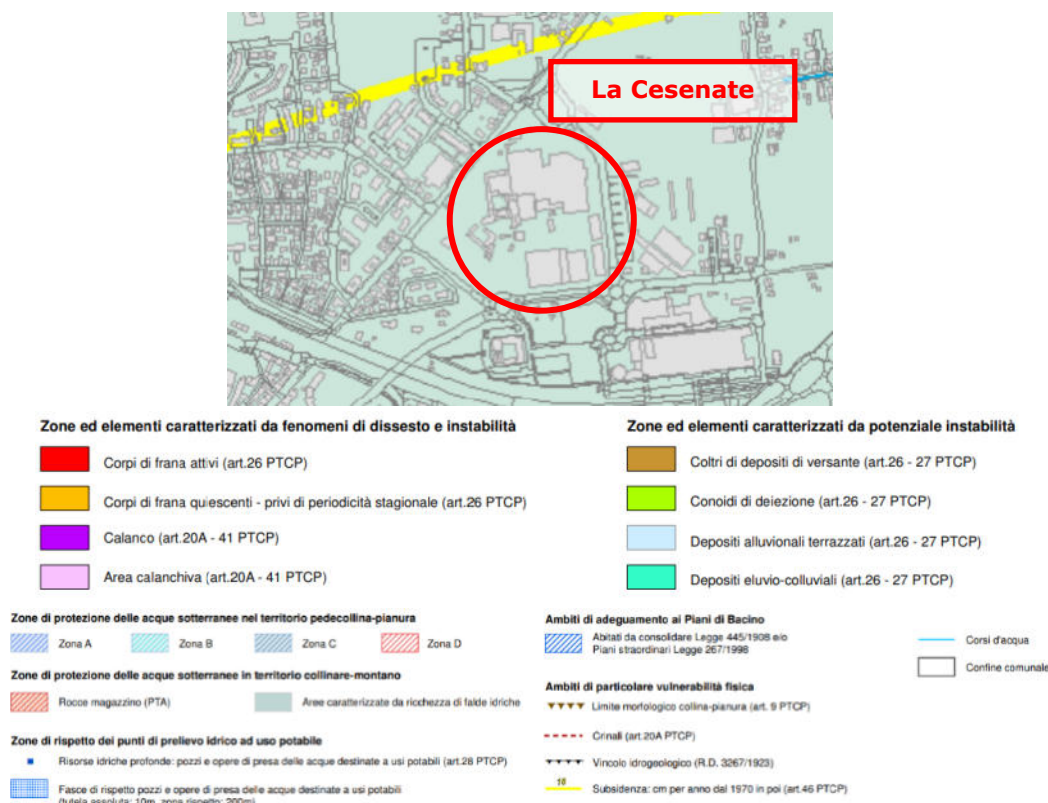 La Cesenate
Zone ed elementi caratterizzati da fenomeni di dissesto e instabilità
Corpi di frana attivi (art.26 PTCP)
Corpi di frana quiescenti - privi di periodicità stagionale (art.26 PTCP)
Calanco (art.20A - 41 PTCP)
Area calanchiva (art.20A - 41 PTCP)
Zone ed elementi caratterizzati da potenziale instabilità
Coltri di depositi di versante (art.26 - 27 PTCP)
Conoidi di deiezione (art.26 - 27 PTCP)
Depositi alluvionali terrazzati (art.26 - 27 PTCP)
Depositi eluvio-colluviali (art.26 - 27 PTCP)
Zone di protezione delle acque sotterranee nel territorio pedecollina-pianura
Zona A Zona B Zona C Zona D
Zone di protezione delle acque sotterranee in territorio collinare-montano
Rocce magazzino (PTA) Aree caratterizzate da ricchezza di falde idriche
Zone di rispetto dei punti di prelievo idrico ad uso potabile
Risorse idriche profonde: pozzi e opere di presa delle acque destinate a usi potabili (art.28 PTCP)
Fasce di rispetto pozzi e opere di presa delle acque destinate a usi potabili
(tutela assoluta: 10m, zona rispetto: 200m)
Ambiti di adeguamento ai Piani di Bacino
Abitati da consolidare Legge 445/1908 e/o
Piani straordinari Legge 267/1998
Corsi d'acqua
Confine comunale
Ambiti di particolare vulnerabilità fisica
Limite morfologico collina-pianura (art. 9 PTCP)
Crinali (art.20A PTCP)
Vincolo idrogeologico (R.D. 3267/1923)
10 Subsidenza: cm per anno dal 1970 in poi (art.46 PTCP)